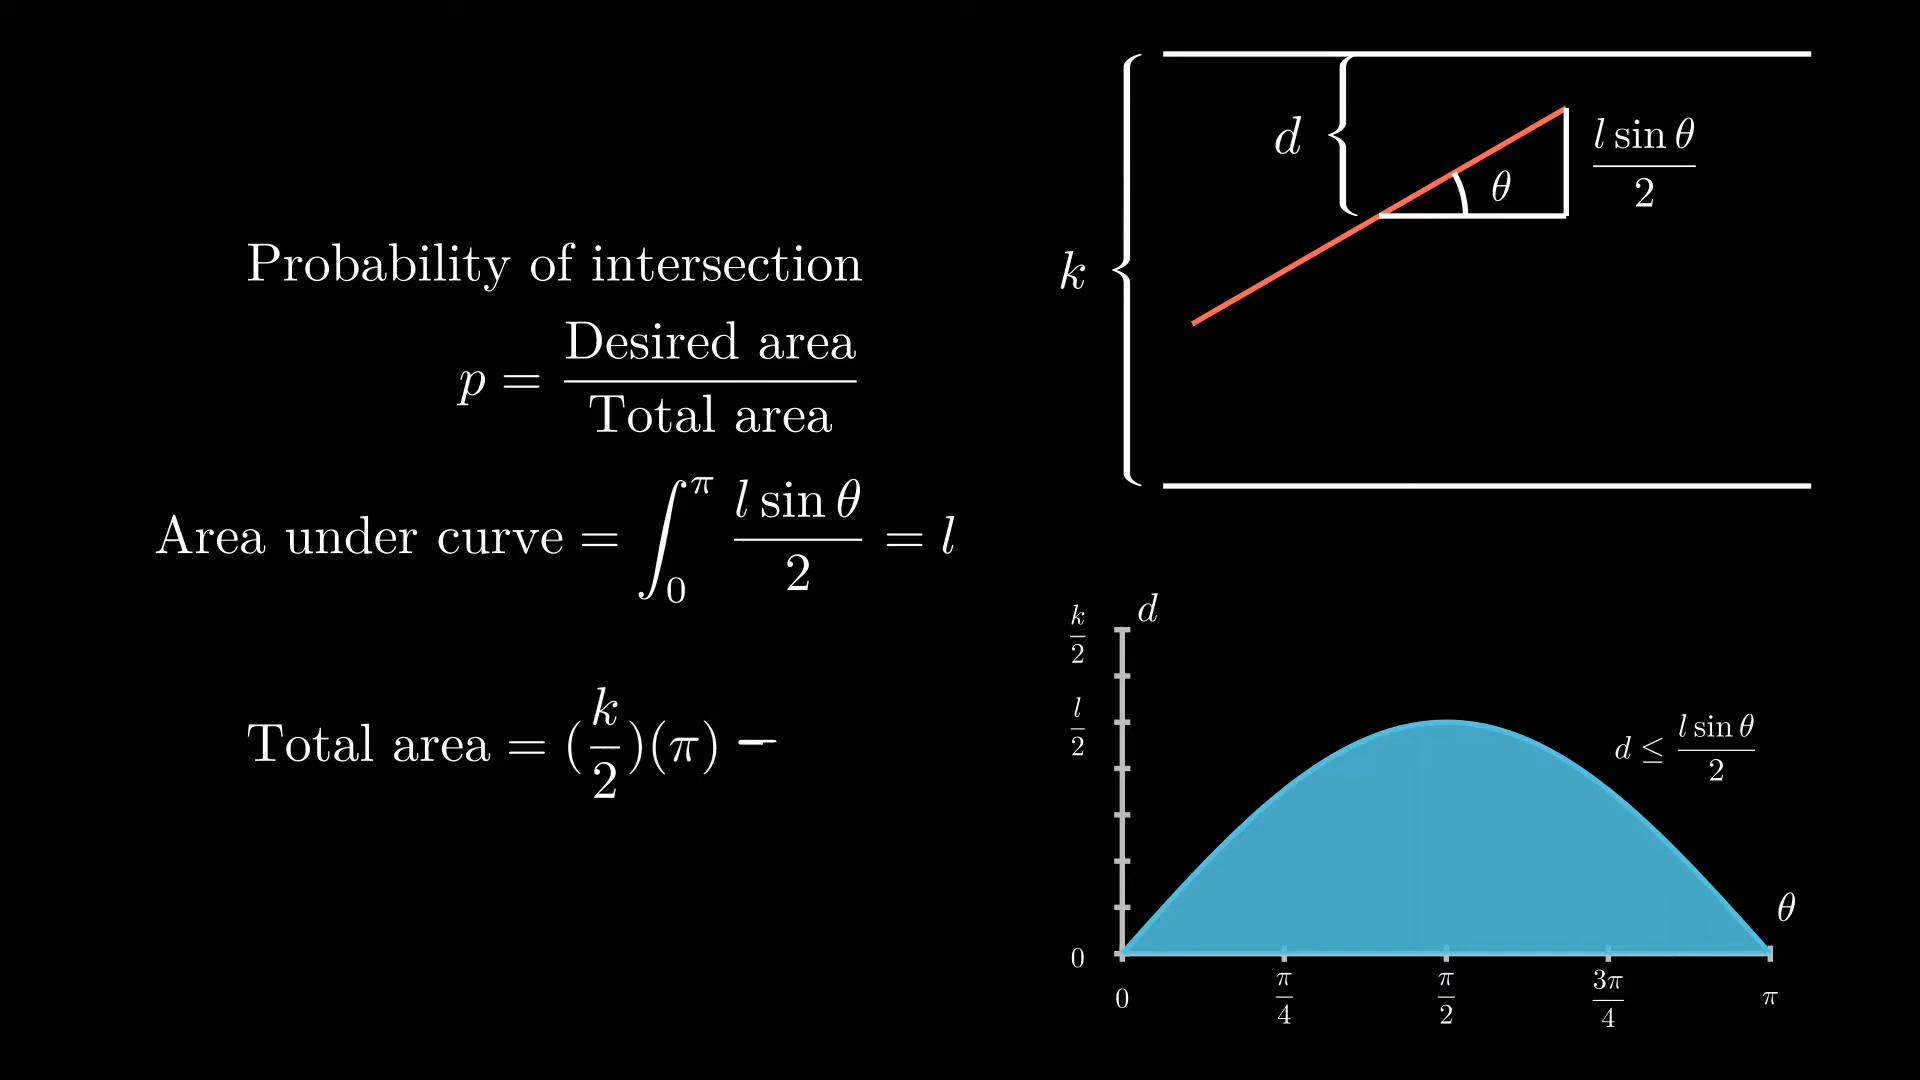 Probability of intersection
p = Desired area / Total area
Area under curve = ∫₀^π l sin θ / 2 = l
Total area = (k/2)(π) −
k
d
θ
l sin θ / 2
d
k/2
l/2
0
d ≤ l sin θ / 2
θ
0 π/4 π/2 3π/4 π